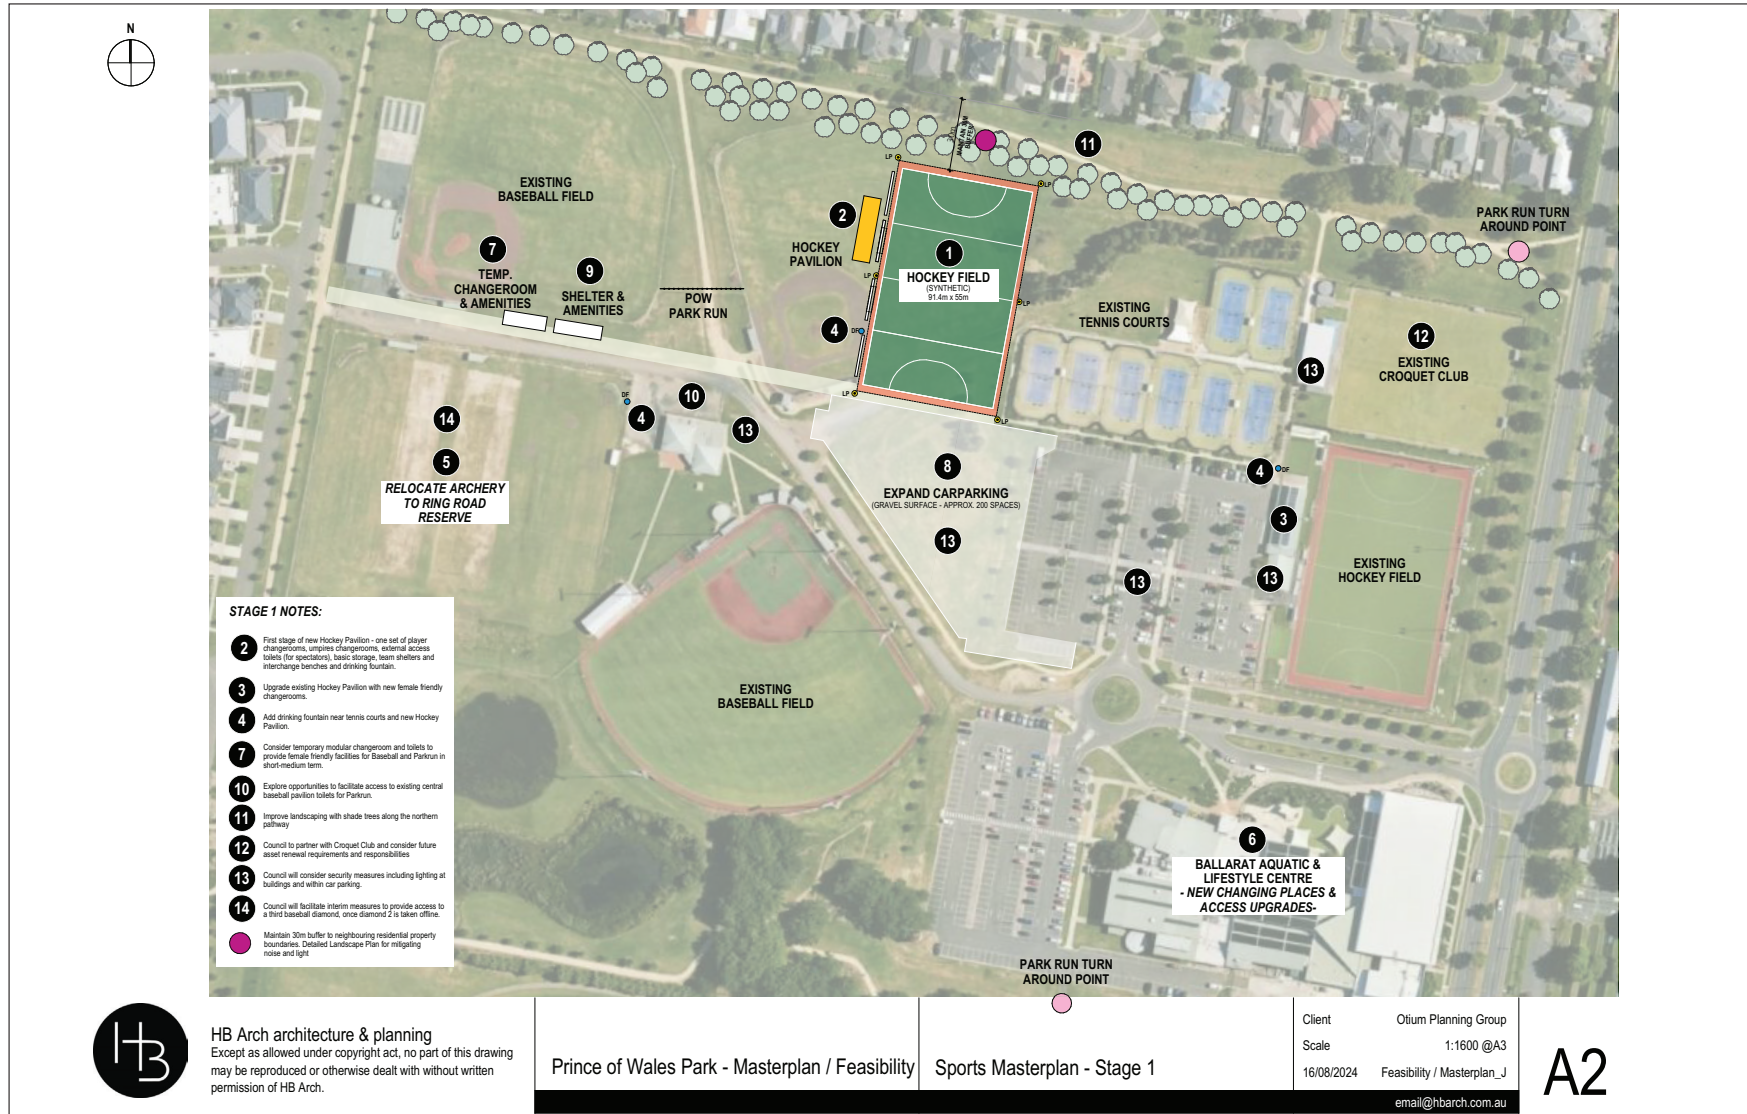 N
MAINTAIN 30M
BUFFER
11
LP
LP
EXISTING
BASEBALL FIELD
2
HOCKEY
PAVILION
1
HOCKEY FIELD
(SYNTHETIC)
91.4m x 55m
PARK RUN TURN
AROUND POINT
7
TEMP.
CHANGEROOM
& AMENITIES
9
SHELTER &
AMENITIES
POW
PARK RUN
LP
LP
4
DF
EXISTING
TENNIS COURTS
12
EXISTING
CROQUET CLUB
13
LP
LP
DF
4
10
13
14
5
RELOCATE ARCHERY
TO RING ROAD
RESERVE
8
EXPAND CARPARKING
(GRAVEL SURFACE - APPROX. 200 SPACES)
13
4
DF
3
13
13
EXISTING
HOCKEY FIELD
EXISTING
BASEBALL FIELD
STAGE 1 NOTES:
2
First stage of new Hockey Pavilion - one set of player
changerooms, umpires changerooms, external access
toilets (for spectators), basic storage, team shelters and
interchange benches and drinking fountain.
3
Upgrade existing Hockey Pavilion with new female friendly
changerooms.
4
Add drinking fountain near tennis courts and new Hockey
Pavilion.
7
Consider temporary modular changeroom and toilets to
provide female friendly facilities for Baseball and Parkrun in
short-medium term.
10
Explore opportunities to facilitate access to existing central
baseball pavilion toilets for Parkrun.
11
Improve landscaping with shade trees along the northern
pathway
12
Council to partner with Croquet Club and consider future
asset renewal requirements and responsibilities
13
Council will consider security measures including lighting at
buildings and within car parking.
14
Council will facilitate interim measures to provide access to
a third baseball diamond, once diamond 2 is taken offline.
Maintain 30m buffer to neighbouring residential property
boundaries. Detailed Landscape Plan for mitigating
noise and light
6
BALLARAT AQUATIC &
LIFESTYLE CENTRE
- NEW CHANGING PLACES &
ACCESS UPGRADES-
PARK RUN TURN
AROUND POINT
HB
HB Arch architecture & planning
Except as allowed under copyright act, no part of this drawing
may be reproduced or otherwise dealt with without written
permission of HB Arch.
Prince of Wales Park - Masterplan / Feasibility
Sports Masterplan - Stage 1
Client Otium Planning Group
Scale 1:1600 @A3
16/08/2024 Feasibility / Masterplan_J
email@hbarch.com.au
A2